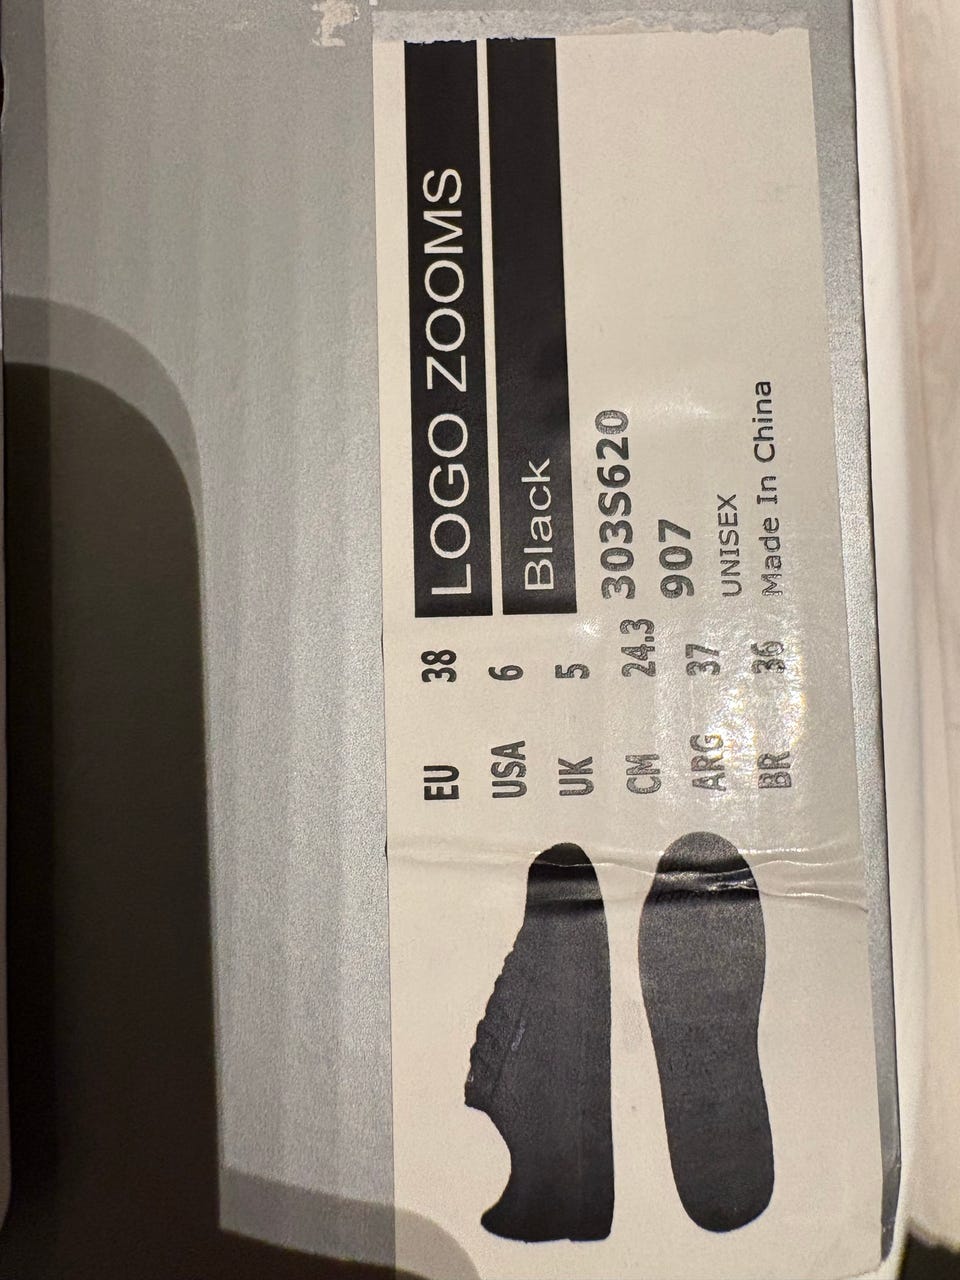 LOGO ZOOMS
Black
EU 38
USA 6
UK 5
CM 24.3
ARG 37
BR 36
303S620
907
UNISEX
Made In China